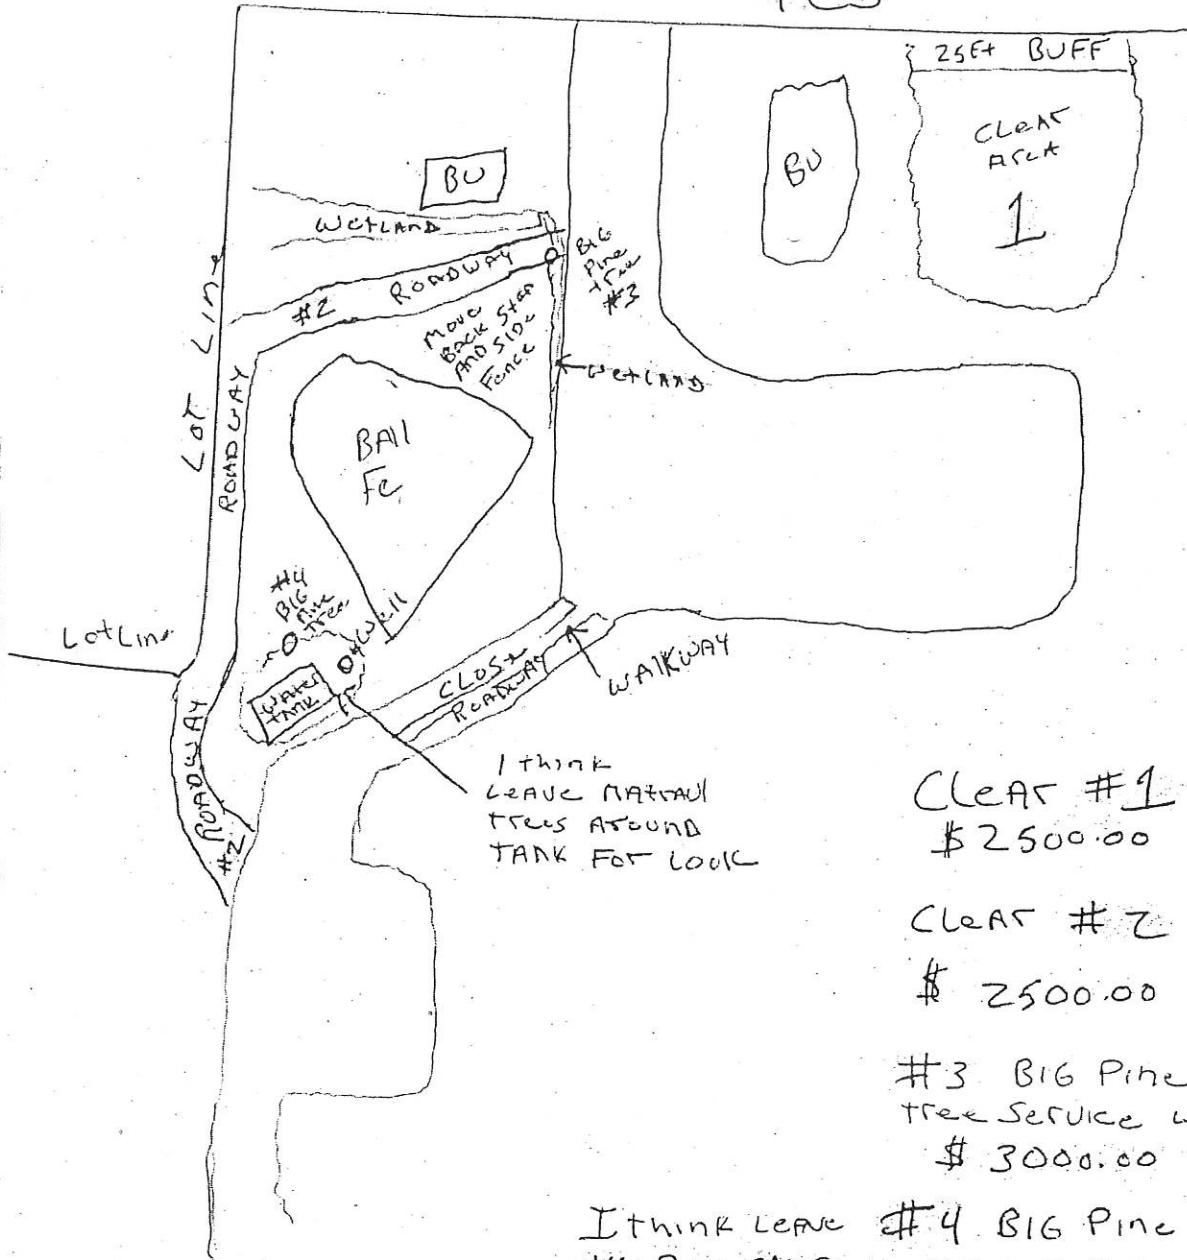 25Ft BUFF
CLeAr
ArcA
1
BU
BU
WetLAnD
ROADWAY
#2
BIG
Pine
tree
#3
Move
BACK Stop
AnD SIDe
Fence
WetLAnD
Lot Line
ROADWAY
BAll
Fe
#4
BIG
Pine
Tree
Well
Lot Line
WAter
tAnk
CLOSe
ROADWAY
WAlKWAY
ROADWAY
#2
I think
LeAve nAtrAul
trees Around
tAnk For Look
CleAr #1
$2500.00
CleAr #2
$ 2500.00
#3 BIG Pine
tree Service
$ 3000.00
I think LeAve #4 BIG Pine